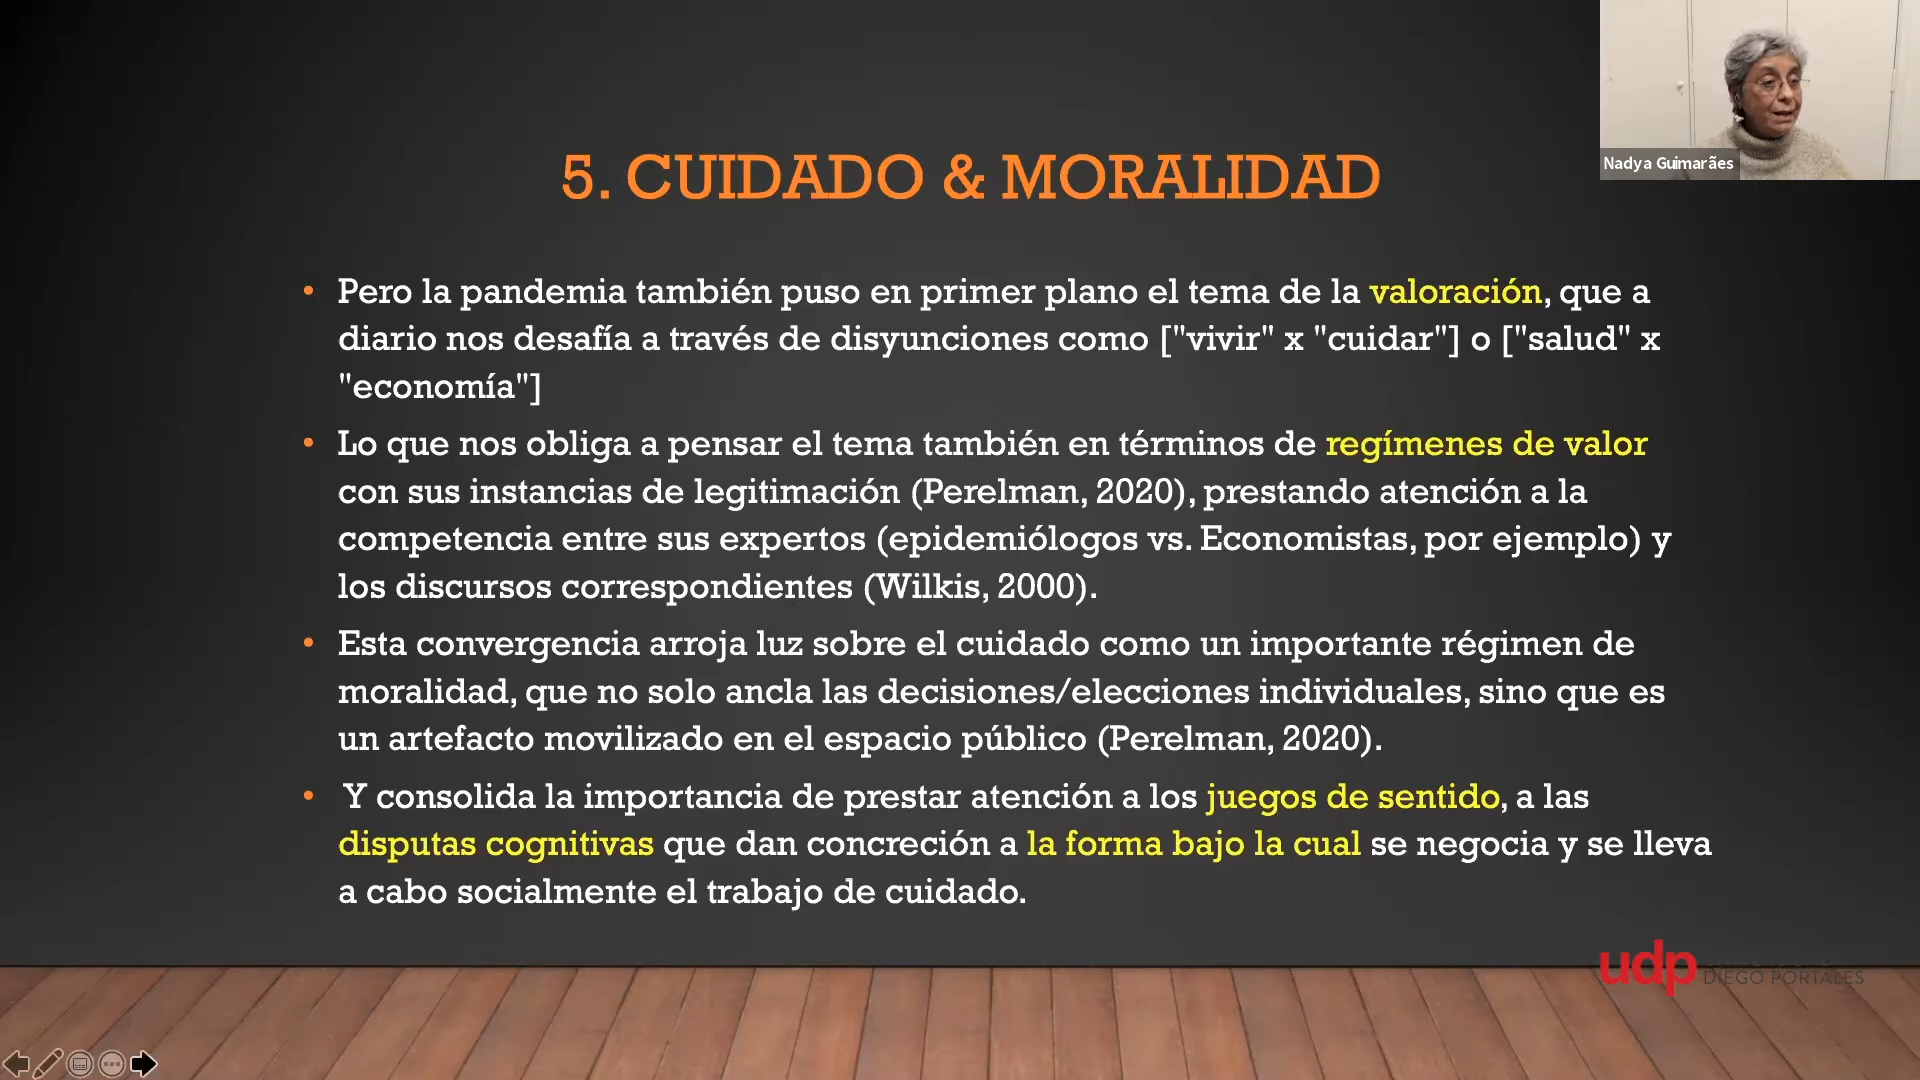 Nadya Guimarães
5. CUIDADO & MORALIDAD
• Pero la pandemia también puso en primer plano el tema de la valoración, que a
diario nos desafía a través de disyunciones como ["vivir" x "cuidar"] o ["salud" x
"economía"]
• Lo que nos obliga a pensar el tema también en términos de regímenes de valor
con sus instancias de legitimación (Perelman, 2020), prestando atención a la
competencia entre sus expertos (epidemiólogos vs. Economistas, por ejemplo) y
los discursos correspondientes (Wilkis, 2000).
• Esta convergencia arroja luz sobre el cuidado como un importante régimen de
moralidad, que no solo ancla las decisiones/elecciones individuales, sino que es
un artefacto movilizado en el espacio público (Perelman, 2020).
• Y consolida la importancia de prestar atención a los juegos de sentido, a las
disputas cognitivas que dan concreción a la forma bajo la cual se negocia y se lleva
a cabo socialmente el trabajo de cuidado.
udp
DIEGO PORTALES